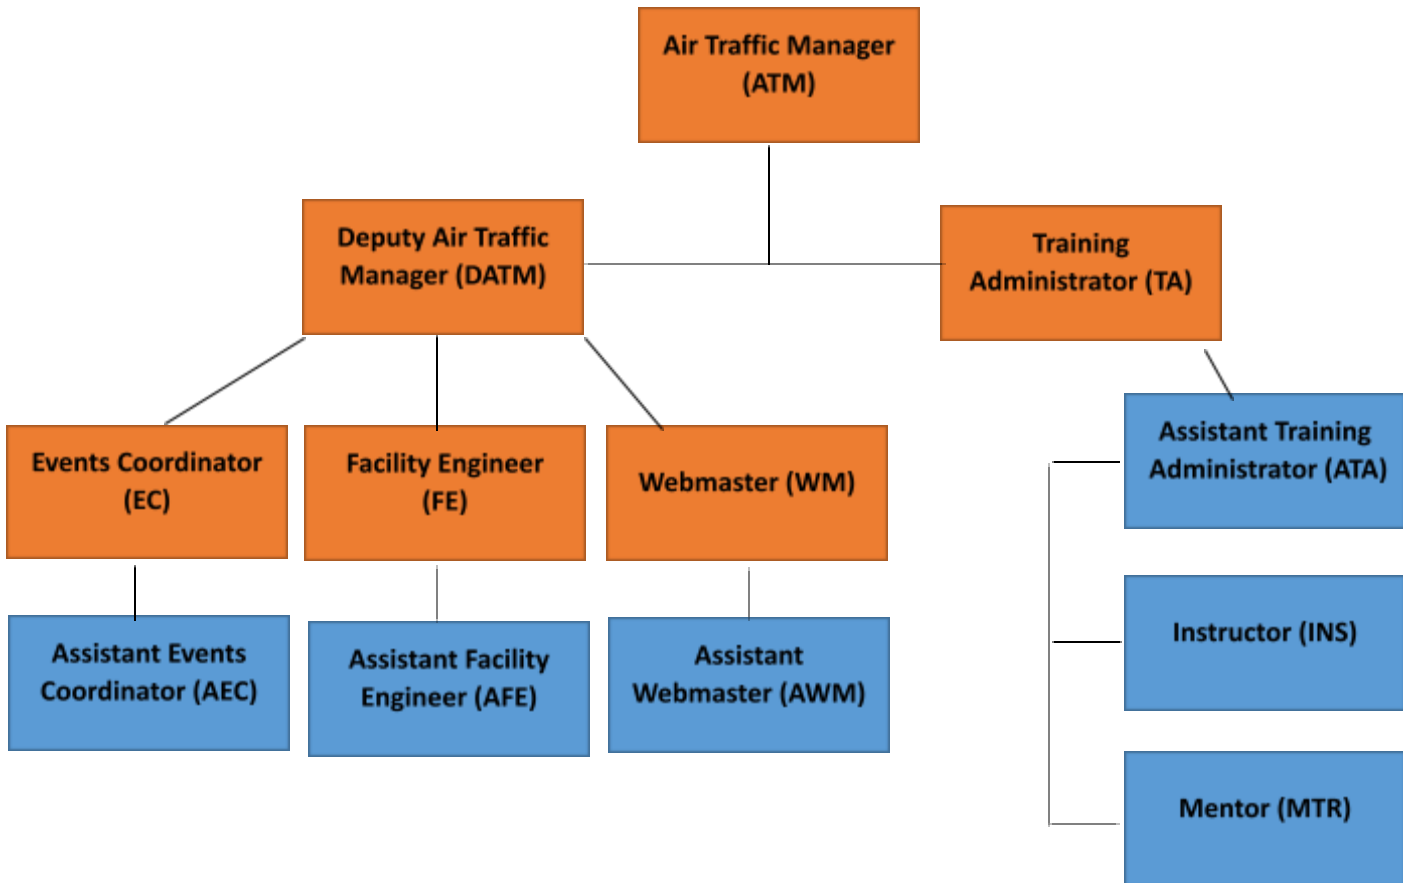 Air Traffic Manager
(ATM)
Deputy Air Traffic
Manager (DATM)
Training
Administrator (TA)
Events Coordinator
(EC)
Facility Engineer
(FE)
Webmaster (WM)
Assistant Training
Administrator (ATA)
Assistant Events
Coordinator (AEC)
Assistant Facility
Engineer (AFE)
Assistant
Webmaster (AWM)
Instructor (INS)
Mentor (MTR)